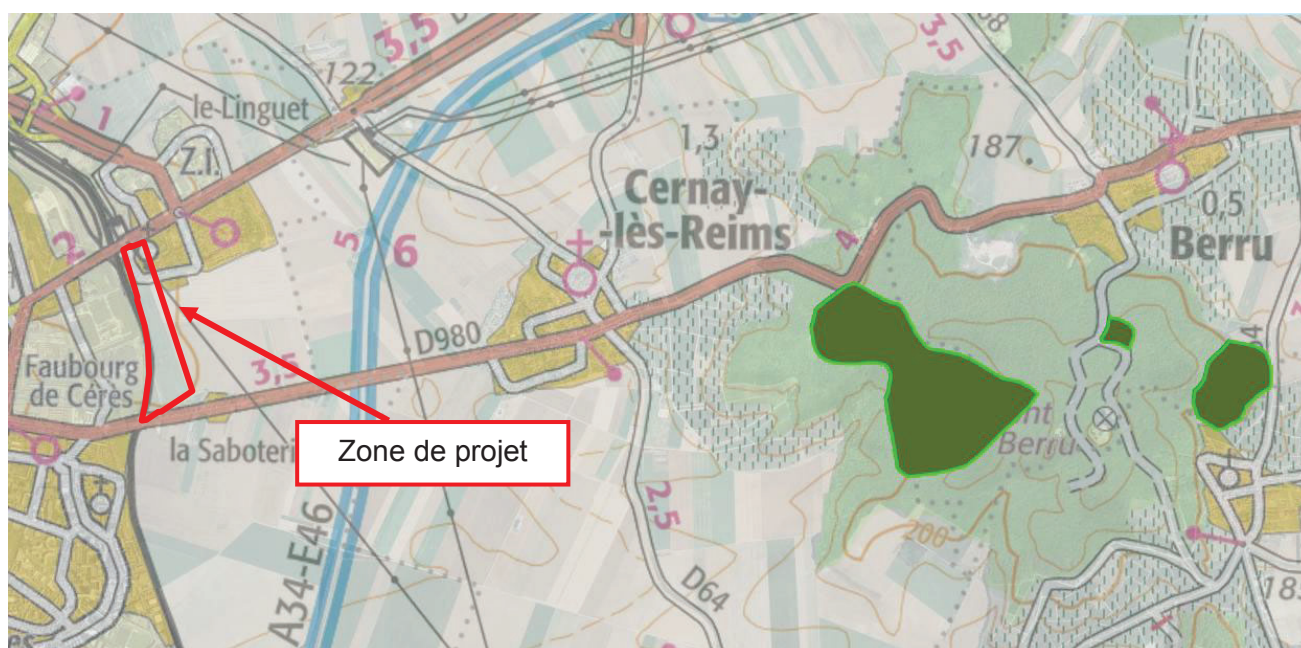 3,5
122
le-Linguet
1
Z.I.
2
5
6
3,5
1,3
187
Cernay-
-lès-Reims
4
0,5
Berru
D980
Faubourg
de Cérès
3,5
la Saboteri
Zone de projet
Berru
2,5
200
A34-E46
D64
1